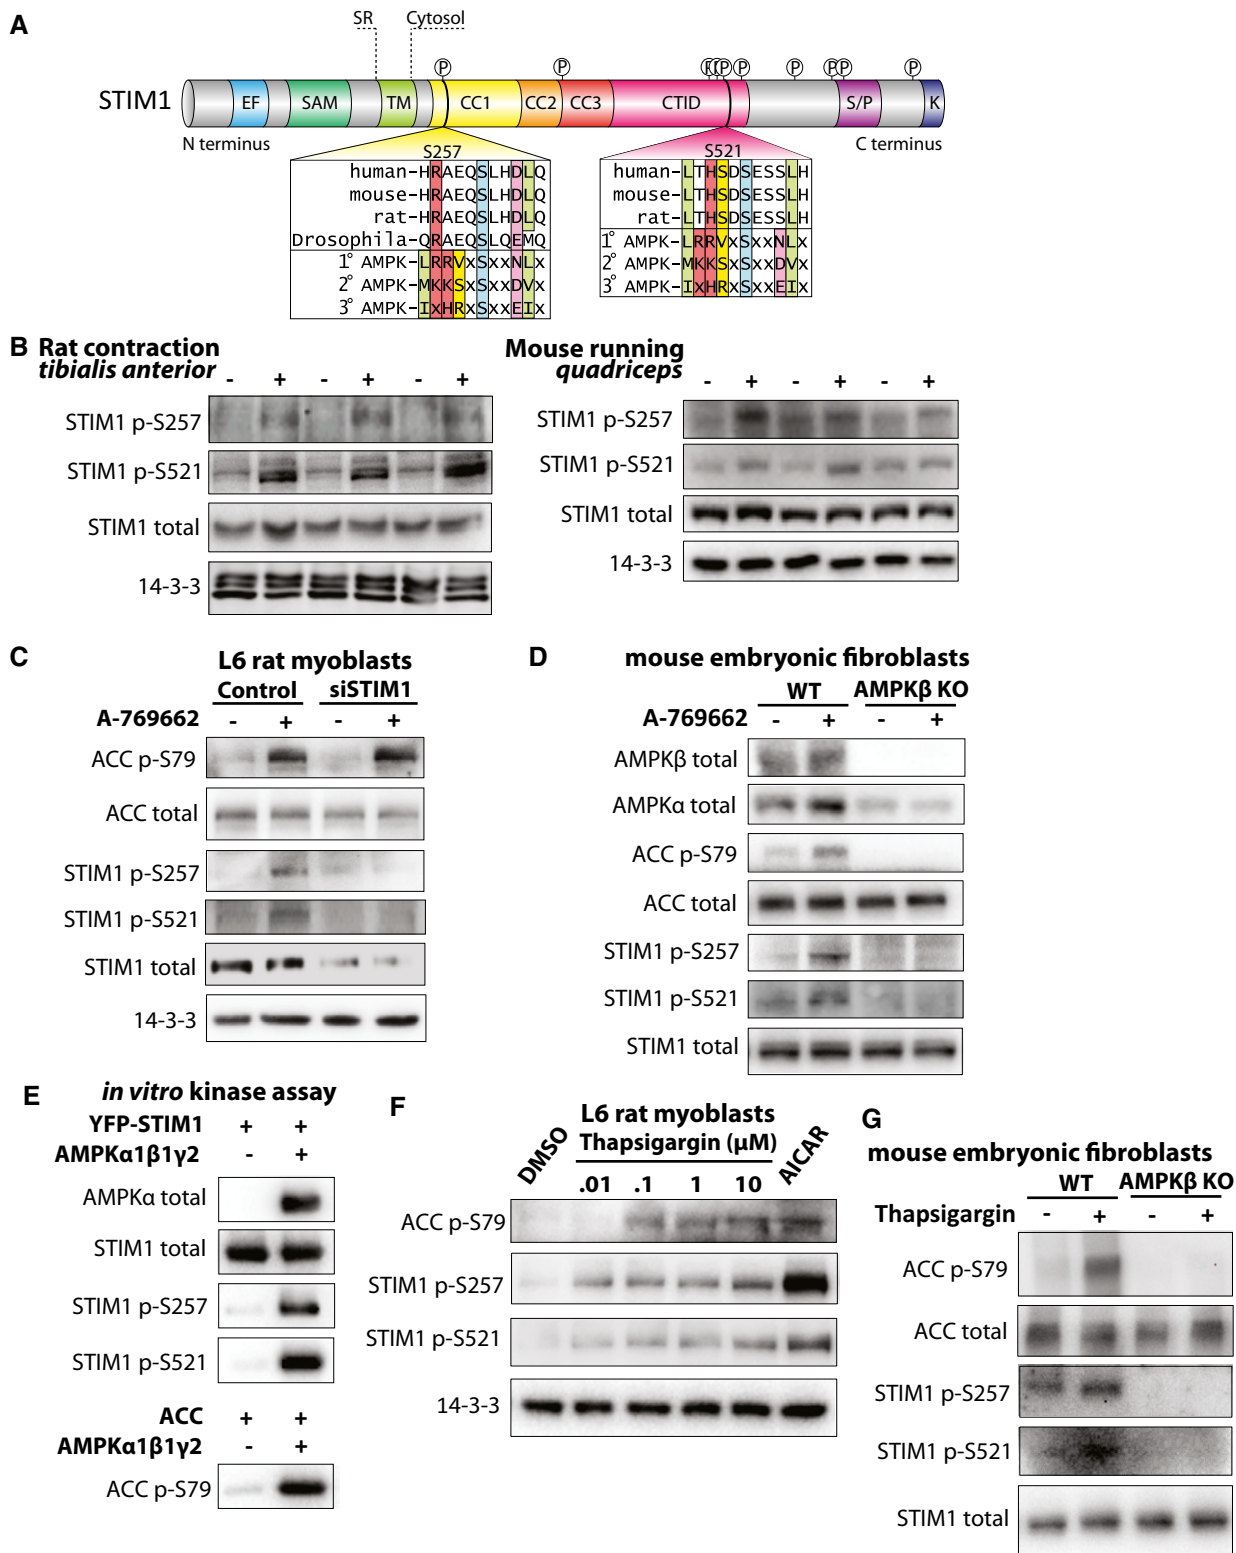 A
SR
Cytosol
P P P P P P P P
STIM1
EF SAM TM CC1 CC2 CC3 CTID S/P K
N terminus
C terminus
S257
human-HRAEQSLHDLQ
mouse-HRAEQSLHDLQ
rat-HRAEQSLHDLQ
Drosophila-QRAEQSLQEMQ
1° AMPK-LRRVxSxxNLx
2° AMPK-MKKSxSxxDVx
3° AMPK-IxHRxSxxEIx
S521
human-LTHSDSESSLH
mouse-LTHSDSESSLH
rat-LTHSDSESSLH
1° AMPK-LRRVxSxxNLx
2° AMPK-MKKSxSxxDVx
3° AMPK-IxHRxSxxEIx
B
Rat contraction
tibialis anterior
- + - + - +
STIM1 p-S257
STIM1 p-S521
STIM1 total
14-3-3
Mouse running
quadriceps
- + - + - +
STIM1 p-S257
STIM1 p-S521
STIM1 total
14-3-3
C
L6 rat myoblasts
Control siSTIM1
A-769662 - + - +
ACC p-S79
ACC total
STIM1 p-S257
STIM1 p-S521
STIM1 total
14-3-3
D
mouse embryonic fibroblasts
WT AMPKβ KO
A-769662 - + - +
AMPKβ total
AMPKα total
ACC p-S79
ACC total
STIM1 p-S257
STIM1 p-S521
STIM1 total
E
in vitro kinase assay
YFP-STIM1 + +
AMPKα1β1γ2 - +
AMPKα total
STIM1 total
STIM1 p-S257
STIM1 p-S521
ACC + +
AMPKα1β1γ2 - +
ACC p-S79
F
L6 rat myoblasts
DMSO
Thapsigargin (μM)
AICAR
.01 .1 1 10
ACC p-S79
STIM1 p-S257
STIM1 p-S521
14-3-3
G
mouse embryonic fibroblasts
WT AMPKβ KO
Thapsigargin - + - +
ACC p-S79
ACC total
STIM1 p-S257
STIM1 p-S521
STIM1 total